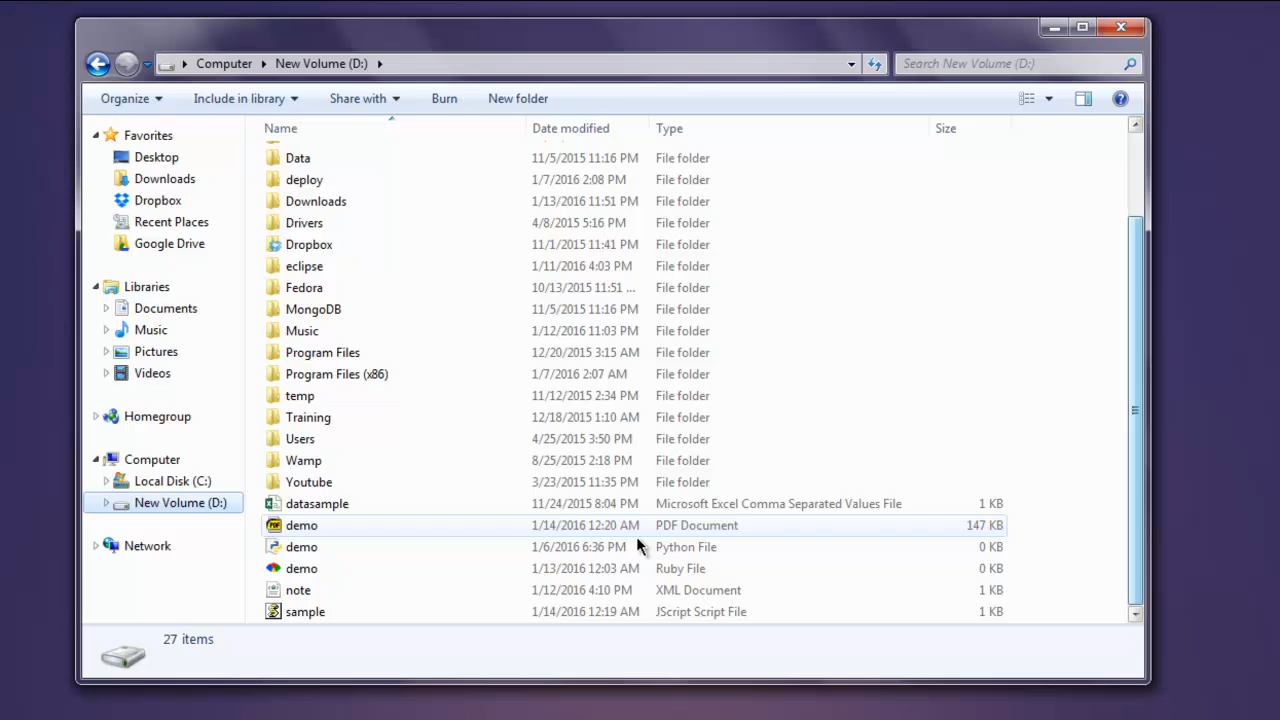 Computer New Volume (D:)
Search New Volume (D:)
Organize Include in library Share with Burn New folder
Name Date modified Type Size
Favorites
Desktop
Downloads
Dropbox
Recent Places
Google Drive
Libraries
Documents
Music
Pictures
Videos
Homegroup
Computer
Local Disk (C:)
New Volume (D:)
Network
Data 11/5/2015 11:16 PM File folder
deploy 1/7/2016 2:08 PM File folder
Downloads 1/13/2016 11:51 PM File folder
Drivers 4/8/2015 5:16 PM File folder
Dropbox 11/1/2015 11:41 PM File folder
eclipse 1/11/2016 4:03 PM File folder
Fedora 10/13/2015 11:51 ... File folder
MongoDB 11/5/2015 11:16 PM File folder
Music 1/12/2016 11:03 PM File folder
Program Files 12/20/2015 3:15 AM File folder
Program Files (x86) 1/7/2016 2:07 AM File folder
temp 11/12/2015 2:34 PM File folder
Training 12/18/2015 1:10 AM File folder
Users 4/25/2015 3:50 PM File folder
Wamp 8/25/2015 2:18 PM File folder
Youtube 3/23/2015 11:35 PM File folder
datasample 11/24/2015 8:04 PM Microsoft Excel Comma Separated Values File 1 KB
demo 1/14/2016 12:20 AM PDF Document 147 KB
demo 1/6/2016 6:36 PM Python File 0 KB
demo 1/13/2016 12:03 AM Ruby File 0 KB
note 1/12/2016 4:10 PM XML Document 1 KB
sample 1/14/2016 12:19 AM JScript Script File 1 KB
27 items